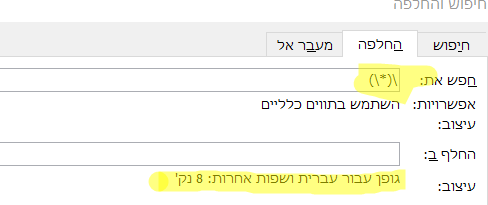 חיפוש והחלפה
חיפוש החלפה מעבר אל
חפש את: \(*\)
אפשרויות: השתמש בתווים כלליים
עיצוב:
החלף ב:
עיצוב: גופן עבור עברית ושפות אחרות: 8 נק'